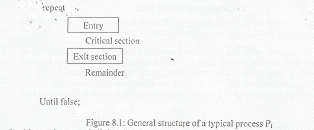 repeat
Entry
Critical section
Exit section
Remainder
Until false;
Figure 8.1: General structure of a typical process Pi